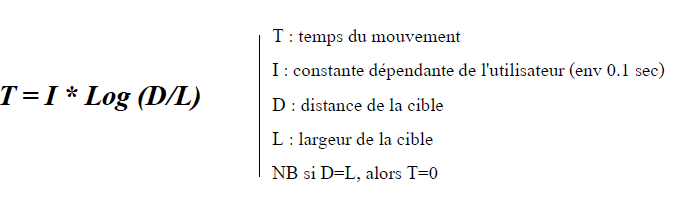 T = I * Log (D/L)
T : temps du mouvement
I : constante dépendante de l'utilisateur (env 0.1 sec)
D : distance de la cible
L : largeur de la cible
NB si D=L, alors T=0